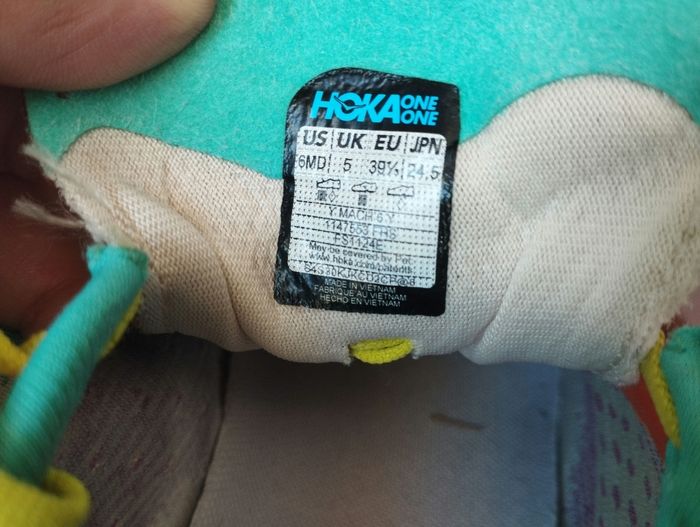 HOKA ONE ONE
US UK EU JPN
6MD 5 39⅓ 24.5
Y MACH 6 Y
1147553 FHS
FS1124E
May be covered by Pat.
www.hoka.com/patents
MADE IN VIETNAM
FABRIQUE AU VIETNAM
HECHO EN VIETNAM